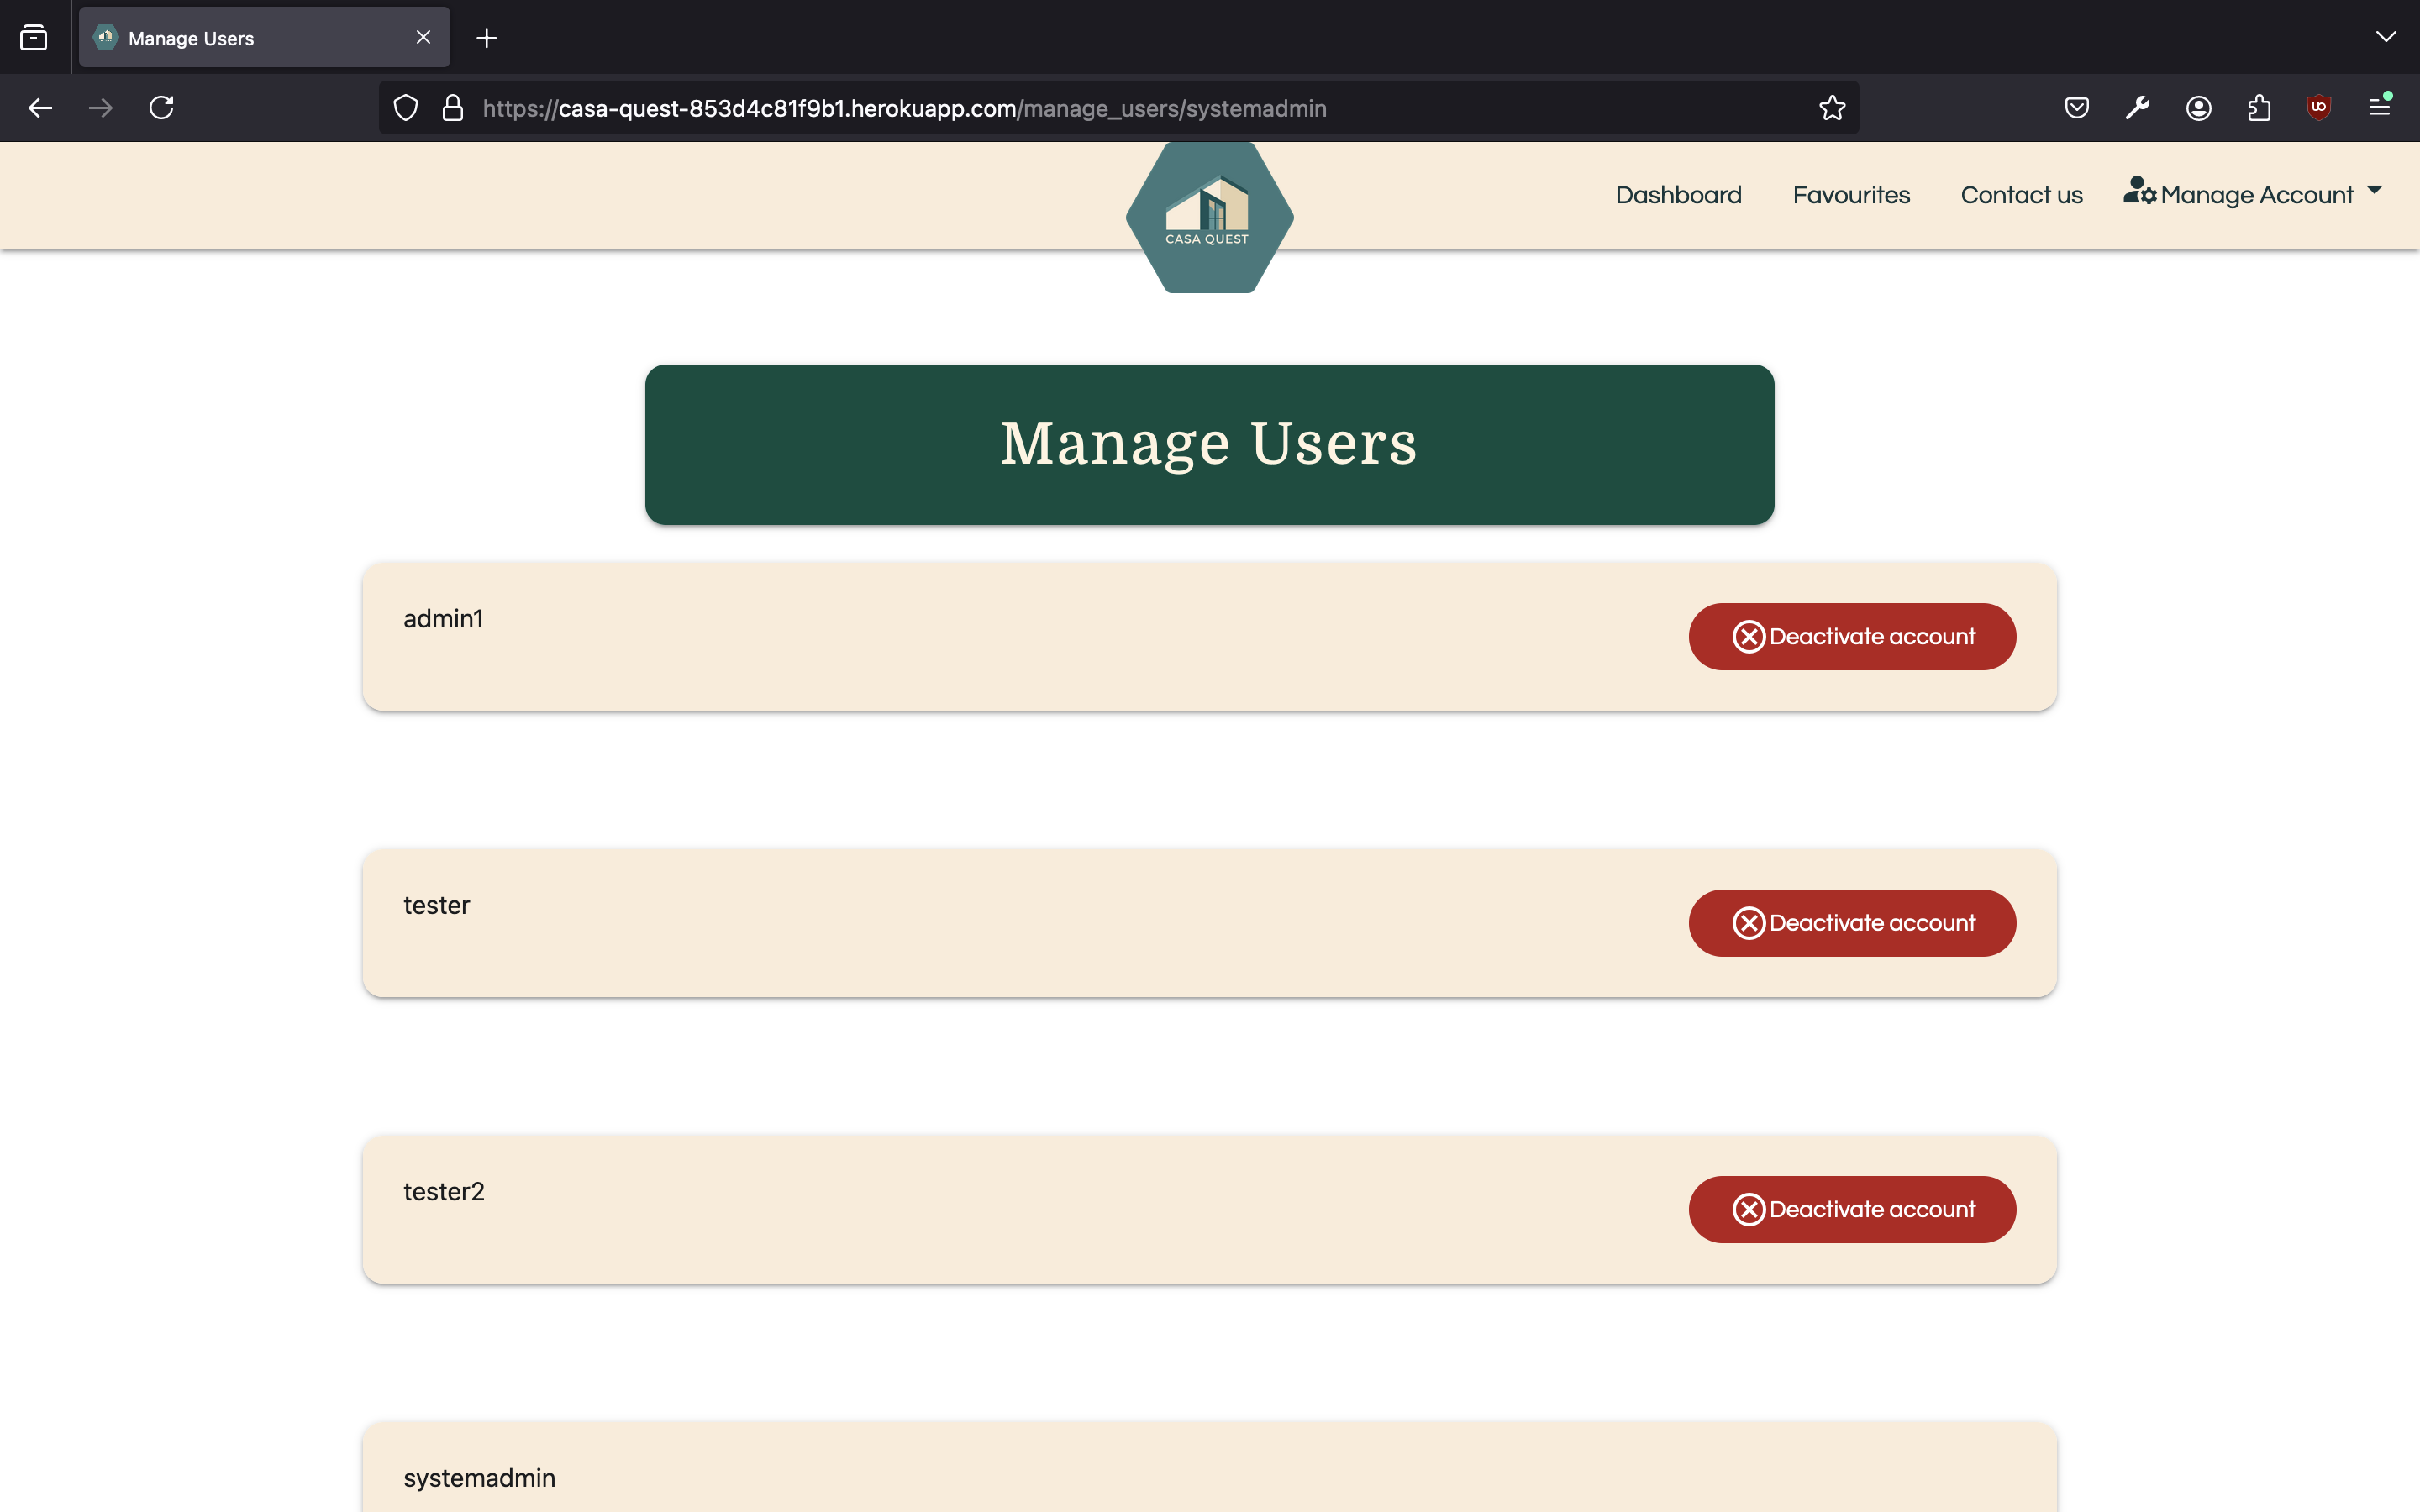 Manage Users
https://casa-quest-853d4c81f9b1.herokuapp.com/manage_users/systemadmin
CASA QUEST
Dashboard
Favourites
Contact us
Manage Account
Manage Users
admin1
Deactivate account
tester
Deactivate account
tester2
Deactivate account
systemadmin